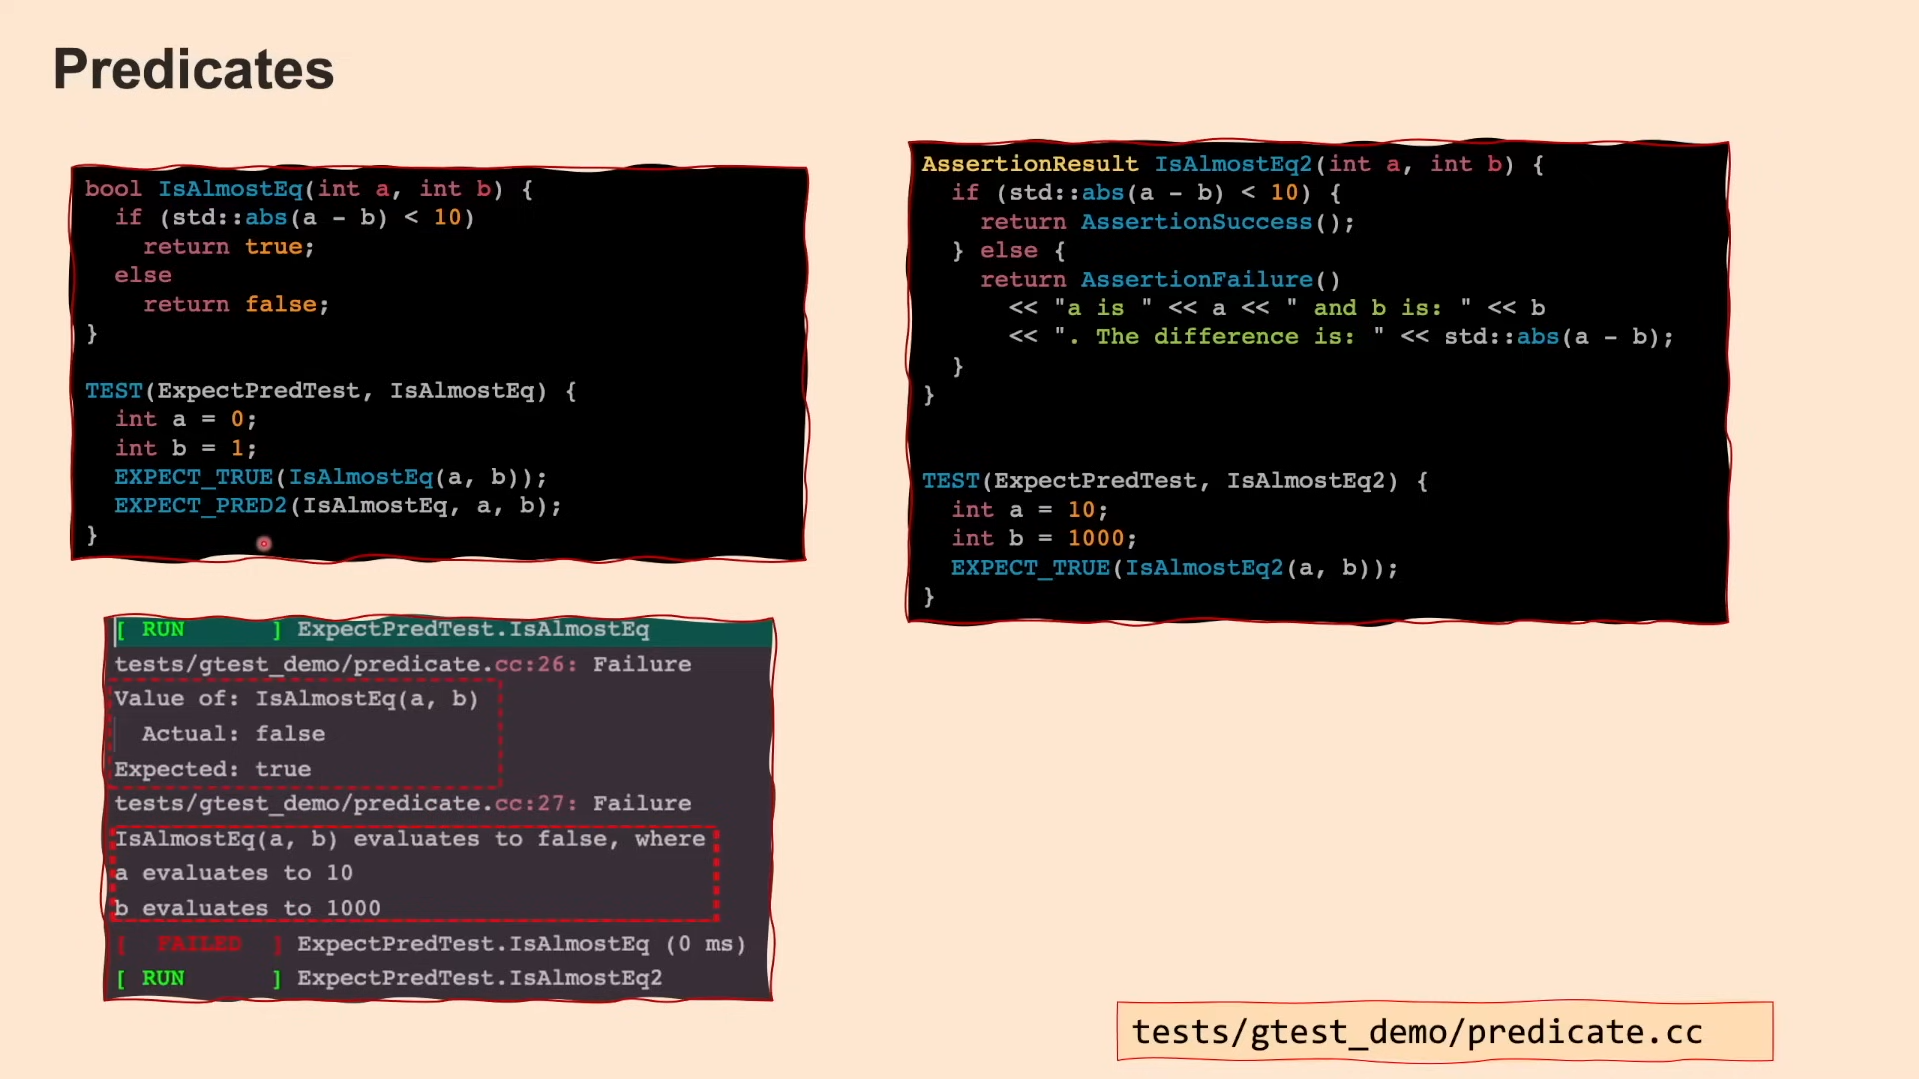 Predicates
bool IsAlmostEq(int a, int b) {
  if (std::abs(a - b) < 10)
    return true;
  else
    return false;
}
TEST(ExpectPredTest, IsAlmostEq) {
  int a = 0;
  int b = 1;
  EXPECT_TRUE(IsAlmostEq(a, b));
  EXPECT_PRED2(IsAlmostEq, a, b);
}
[ RUN      ] ExpectPredTest.IsAlmostEq
tests/gtest_demo/predicate.cc:26: Failure
Value of: IsAlmostEq(a, b)
  Actual: false
Expected: true
tests/gtest_demo/predicate.cc:27: Failure
IsAlmostEq(a, b) evaluates to false, where
a evaluates to 10
b evaluates to 1000
[  FAILED  ] ExpectPredTest.IsAlmostEq (0 ms)
[ RUN      ] ExpectPredTest.IsAlmostEq2
AssertionResult IsAlmostEq2(int a, int b) {
  if (std::abs(a - b) < 10) {
    return AssertionSuccess();
  } else {
    return AssertionFailure()
      << "a is " << a << " and b is: " << b
      << ". The difference is: " << std::abs(a - b);
  }
}
TEST(ExpectPredTest, IsAlmostEq2) {
  int a = 10;
  int b = 1000;
  EXPECT_TRUE(IsAlmostEq2(a, b));
}
tests/gtest_demo/predicate.cc